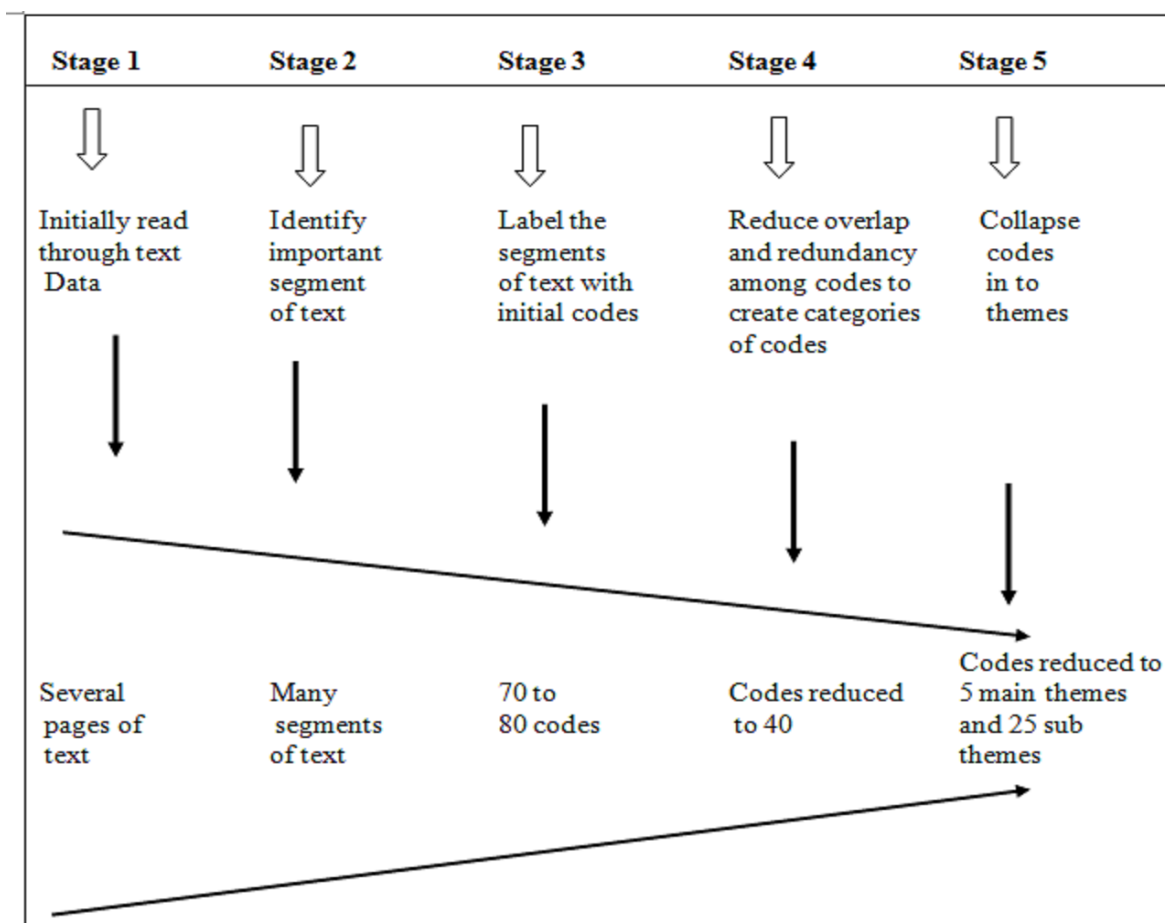 Stage 1
Stage 2
Stage 3
Stage 4
Stage 5
Initially read
through text
Data
Identify
important
segment
of text
Label the
segments
of text with
initial codes
Reduce overlap
and redundancy
among codes to
create categories
of codes
Collapse
codes
in to
themes
Several
pages of
text
Many
segments
of text
70 to
80 codes
Codes reduced
to 40
Codes reduced to
5 main themes
and 25 sub
themes